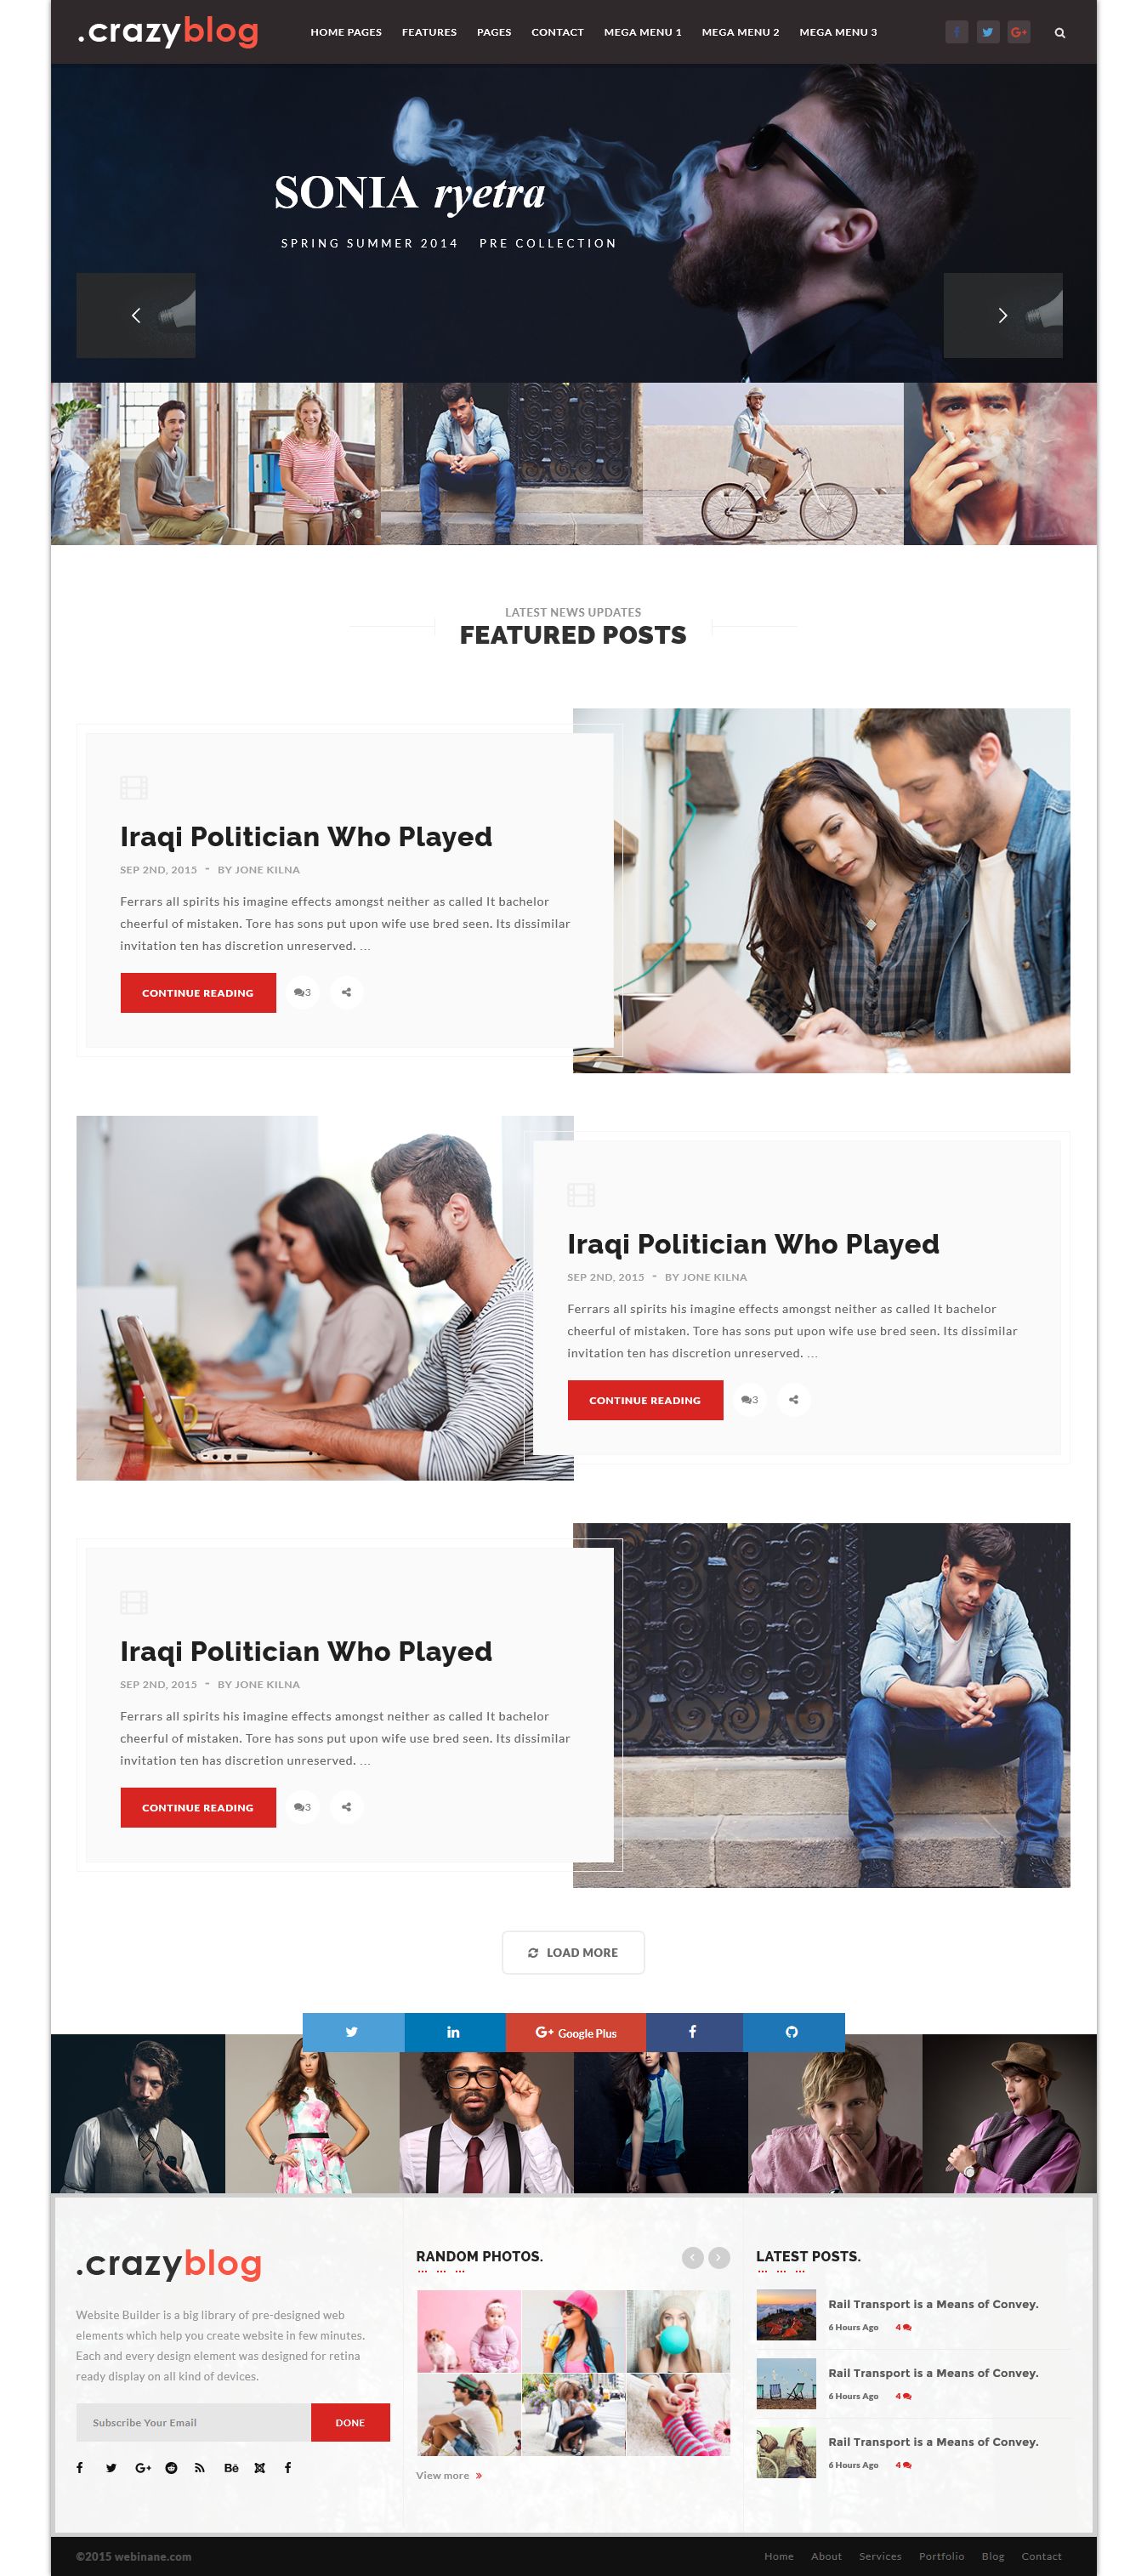 .crazyblog
HOME PAGES FEATURES PAGES CONTACT MEGA MENU 1 MEGA MENU 2 MEGA MENU 3
SONIA ryetra
SPRING SUMMER 2014 PRE COLLECTION
LATEST NEWS UPDATES
FEATURED POSTS
Iraqi Politician Who Played
SEP 2ND, 2015 - BY JONE KILNA
Ferrars all spirits his imagine effects amongst neither as called It bachelor
cheerful of mistaken. Tore has sons put upon wife use bred seen. Its dissimilar
invitation ten has discretion unreserved. ...
CONTINUE READING 3
Iraqi Politician Who Played
SEP 2ND, 2015 - BY JONE KILNA
Ferrars all spirits his imagine effects amongst neither as called It bachelor
cheerful of mistaken. Tore has sons put upon wife use bred seen. Its dissimilar
invitation ten has discretion unreserved. ...
CONTINUE READING 3
Iraqi Politician Who Played
SEP 2ND, 2015 - BY JONE KILNA
Ferrars all spirits his imagine effects amongst neither as called It bachelor
cheerful of mistaken. Tore has sons put upon wife use bred seen. Its dissimilar
invitation ten has discretion unreserved. ...
CONTINUE READING 3
LOAD MORE
Google Plus
.crazyblog
Website Builder is a big library of pre-designed web
elements which help you create website in few minutes.
Each and every design element was designed for retina
ready display on all kind of devices.
Subscribe Your Email DONE
RANDOM PHOTOS.
View more »
LATEST POSTS.
Rail Transport is a Means of Convey.
6 Hours Ago 4
Rail Transport is a Means of Convey.
6 Hours Ago 4
Rail Transport is a Means of Convey.
6 Hours Ago 4
©2015 webinane.com
Home About Services Portfolio Blog Contact